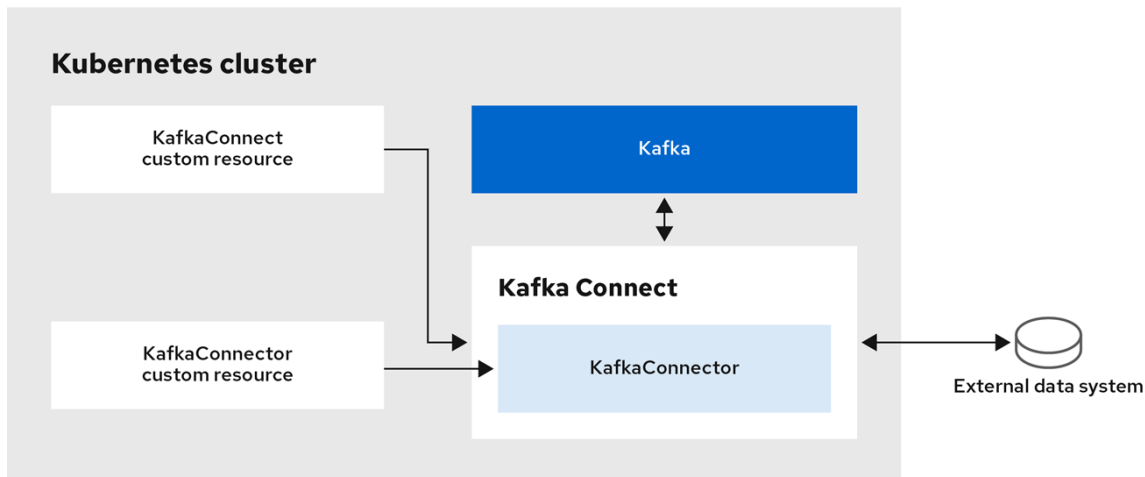 Kubernetes cluster
KafkaConnect
custom resource
Kafka
Kafka Connect
KafkaConnector
custom resource
KafkaConnector
External data system